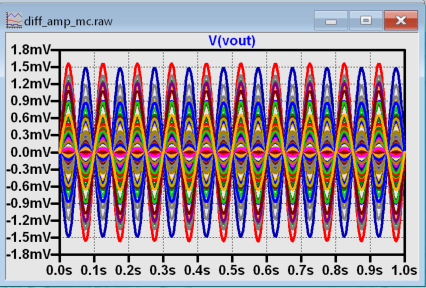 diff_amp_mc.raw
V(vout)
1.8mV
1.5mV
1.2mV
0.9mV
0.6mV
0.3mV
0.0mV
-0.3mV
-0.6mV
-0.9mV
-1.2mV
-1.5mV
-1.8mV
0.0s 0.1s 0.2s 0.3s 0.4s 0.5s 0.6s 0.7s 0.8s 0.9s 1.0s